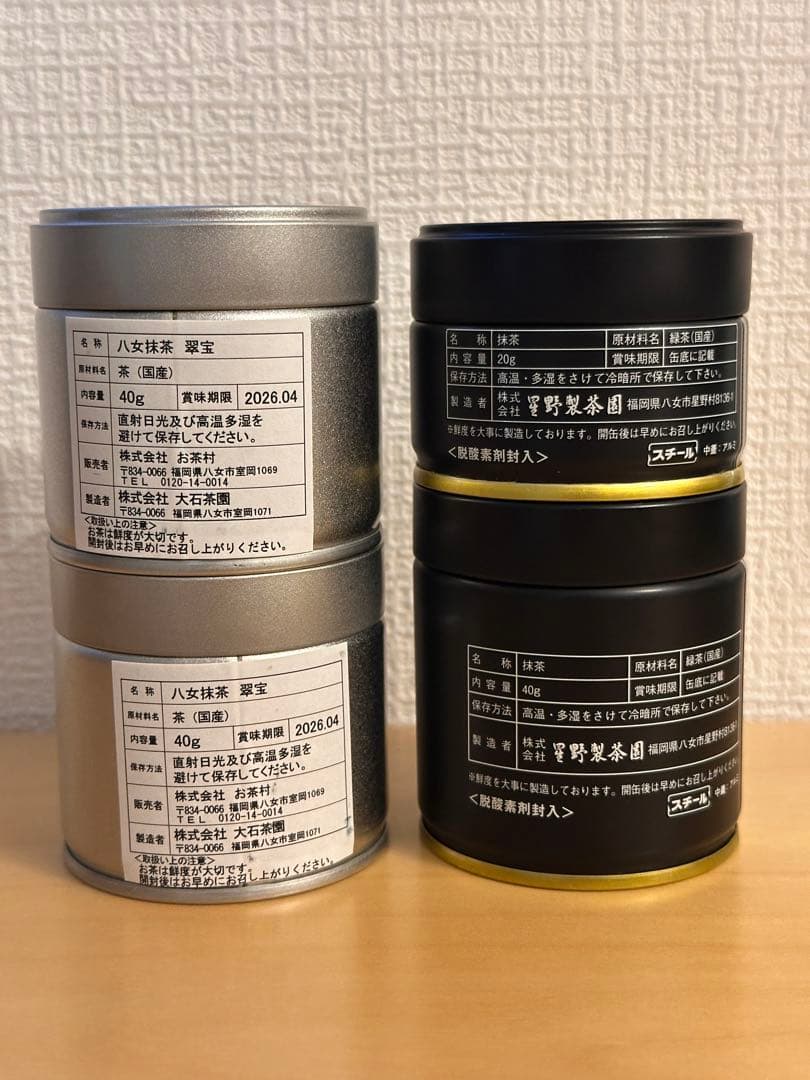 名 称 八女抹茶 翠宝
原材料名 茶(国産)
内容量 40g 賞味期限 2026.04
保存方法 直射日光及び高温多湿を
避けて保存してください。
販売者 株式会社 お茶村
〒834-0066 福岡県八女市室岡1069
TEL 0120-14-0014
製造者 株式会社 大石茶園
〒834-0066 福岡県八女市室岡1071
<取扱い上の注意>
お茶は鮮度が大切です。
開封後はお早めにお召し上がりください。
名 称 八女抹茶 翠宝
原材料名 茶(国産)
内容量 40g 賞味期限 2026.04
保存方法 直射日光及び高温多湿を
避けて保存してください。
販売者 株式会社 お茶村
〒834-0066 福岡県八女市室岡1069
TEL 0120-14-0014
製造者 株式会社 大石茶園
〒834-0066 福岡県八女市室岡1071
<取扱い上の注意>
お茶は鮮度が大切です。
開封後はお早めにお召し上がりください。
名 称 抹茶 原材料名 緑茶(国産)
内容量 20g 賞味期限 缶底に記載
保存方法 高温・多湿をさけて冷暗所で保存して下さい。
製造者 株式会社 星野製茶園 福岡県八女市星野村8136-1
※鮮度を大事に製造しております。開缶後は早めにお召し上がり下さい。
<脱酸素剤封入> スチール 中蓋:アルミ
名 称 抹茶 原材料名 緑茶(国産)
内容量 40g 賞味期限 缶底に記載
保存方法 高温・多湿をさけて冷暗所で保存して下さい。
製造者 株式会社 星野製茶園 福岡県八女市星野村8136-1
※鮮度を大事に製造しております。開缶後は早めにお召し上がり下さ
<脱酸素剤封入> スチール 中蓋:アルミ